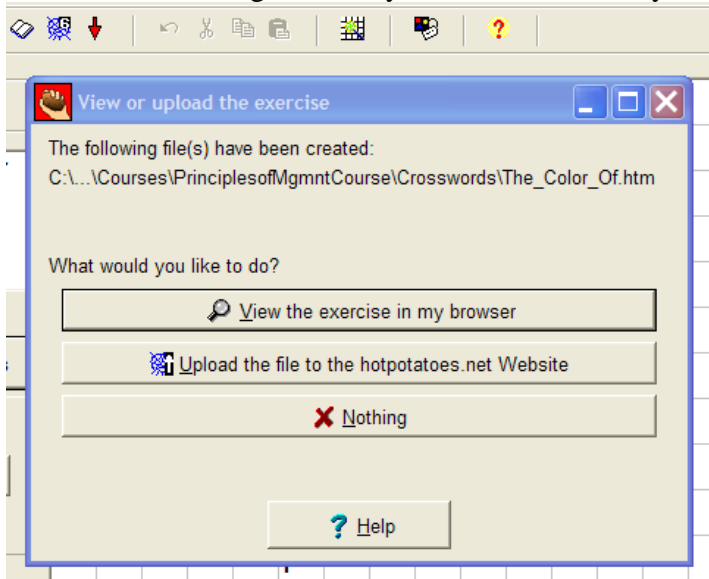 View or upload the exercise
The following file(s) have been created:
C:\...\Courses\PrinciplesofMgmntCourse\Crosswords\The_Color_Of.htm
What would you like to do?
View the exercise in my browser
Upload the file to the hotpotatoes.net Website
Nothing
? Help